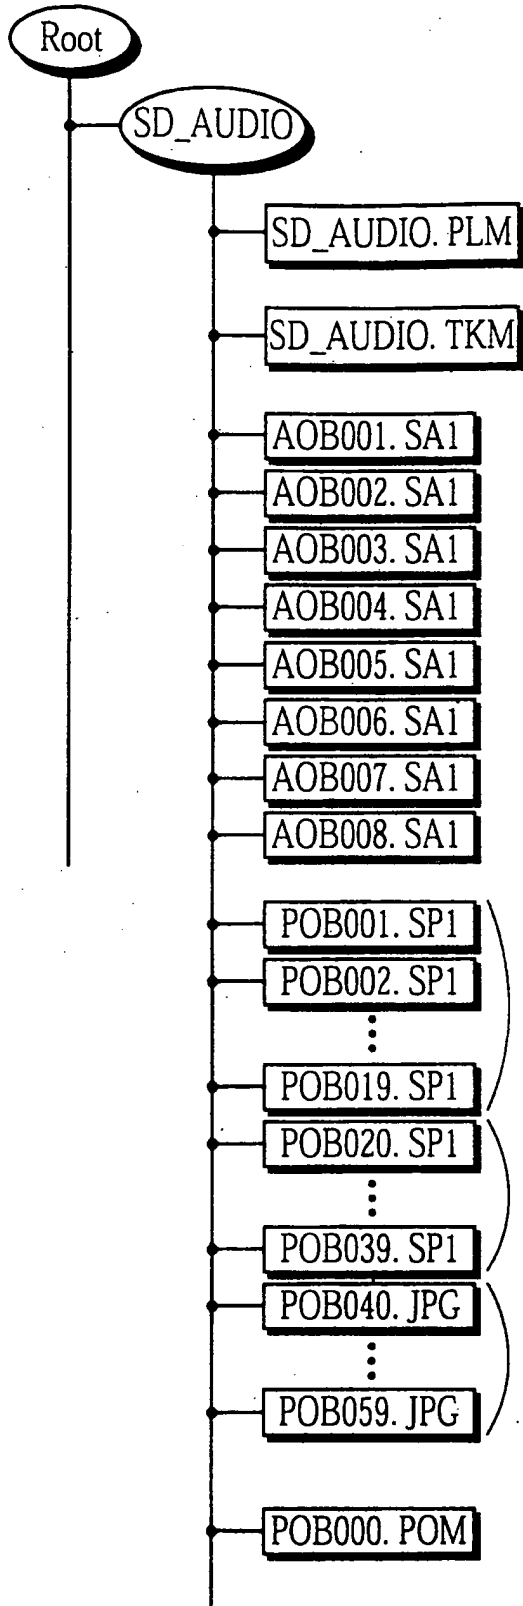 Root
SD_AUDIO
SD_AUDIO. PLM
SD_AUDIO. TKM
AOB001. SA1
AOB002. SA1
AOB003. SA1
AOB004. SA1
AOB005. SA1
AOB006. SA1
AOB007. SA1
AOB008. SA1
POB001. SP1
POB002. SP1
POB019. SP1
POB020. SP1
POB039. SP1
POB040. JPG
POB059. JPG
POB000. POM